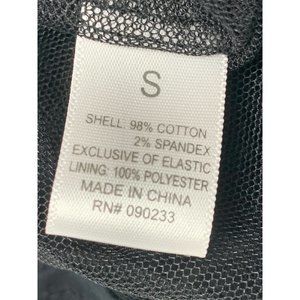 S
SHELL: 98% COTTON
2% SPANDEX
EXCLUSIVE OF ELASTIC
LINING: 100% POLYESTER
MADE IN CHINA
RN# 090233